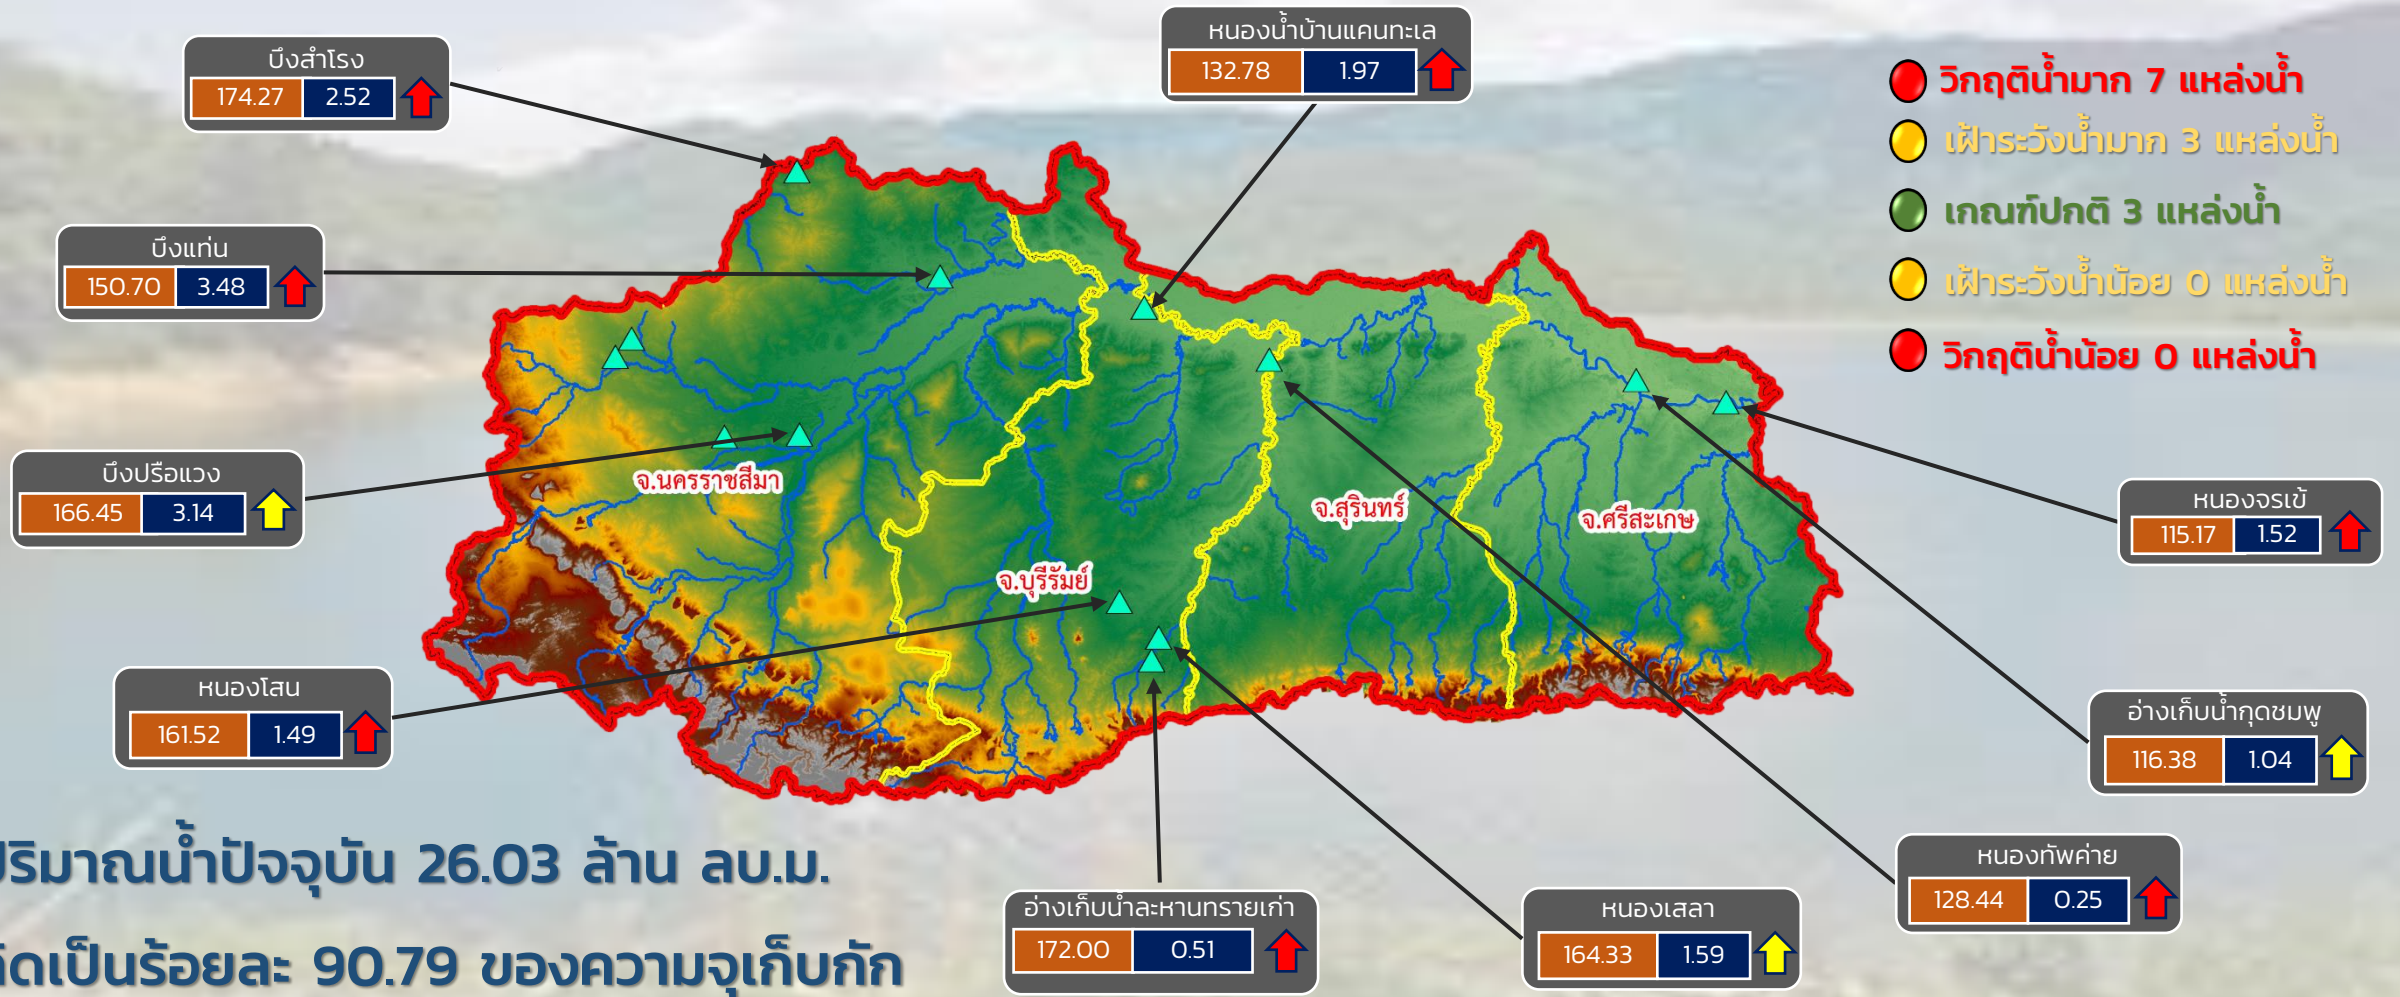 หนองน้ำบ้านแคนทะเล
132.78 1.97
บึงสำโรง
174.27 2.52
วิกฤติน้ำมาก 7 แหล่งน้ำ
เฝ้าระวังน้ำมาก 3 แหล่งน้ำ
เกณฑ์ปกติ 3 แหล่งน้ำ
เฝ้าระวังน้ำน้อย 0 แหล่งน้ำ
วิกฤติน้ำน้อย 0 แหล่งน้ำ
บึงแท่น
150.70 3.48
บึงปรือแวง
166.45 3.14
จ.นครราชสีมา
จ.สุรินทร์
จ.ศรีสะเกษ
จ.บุรีรัมย์
หนองจรเข้
115.17 1.52
หนองโสน
161.52 1.49
อ่างเก็บน้ำกุดชมพู
116.38 1.04
หนองทัพค่าย
128.44 0.25
อ่างเก็บน้ำละหานทรายเก่า
172.00 0.51
หนองเสลา
164.33 1.59
ปริมาณน้ำปัจจุบัน 26.03 ล้าน ลบ.ม.
คิดเป็นร้อยละ 90.79 ของความจุเก็บกัก